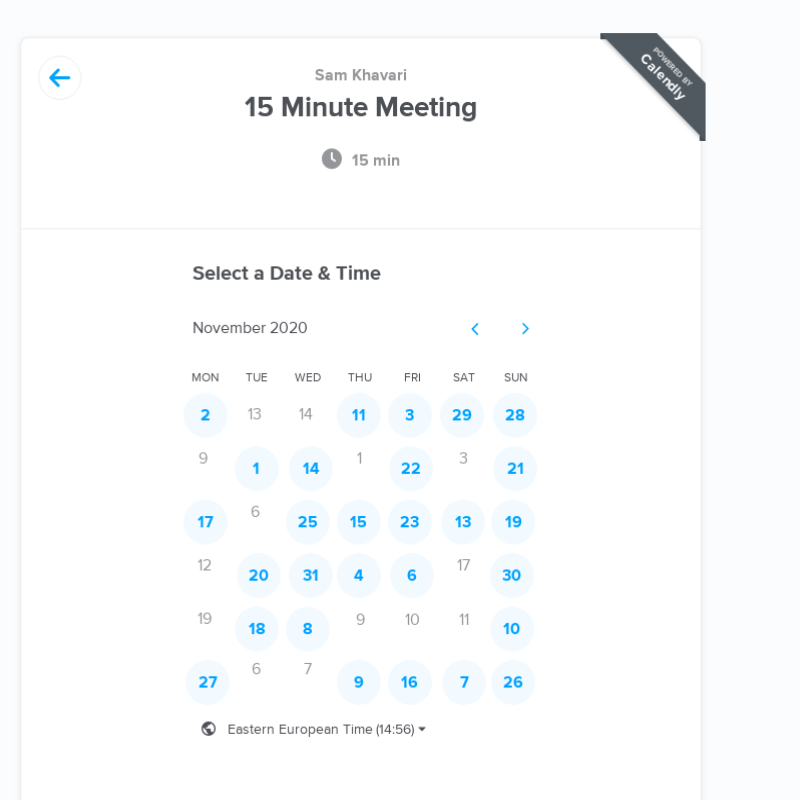 POWERED BY
Calendly
Sam Khavari
15 Minute Meeting
15 min
Select a Date & Time
November 2020
MON TUE WED THU FRI SAT SUN
2 13 14 11 3 29 28
9 1 14 1 22 3 21
17 6 25 15 23 13 19
12 20 31 4 6 17 30
19 18 8 9 10 11 10
27 6 7 9 16 7 26
Eastern European Time (14:56)